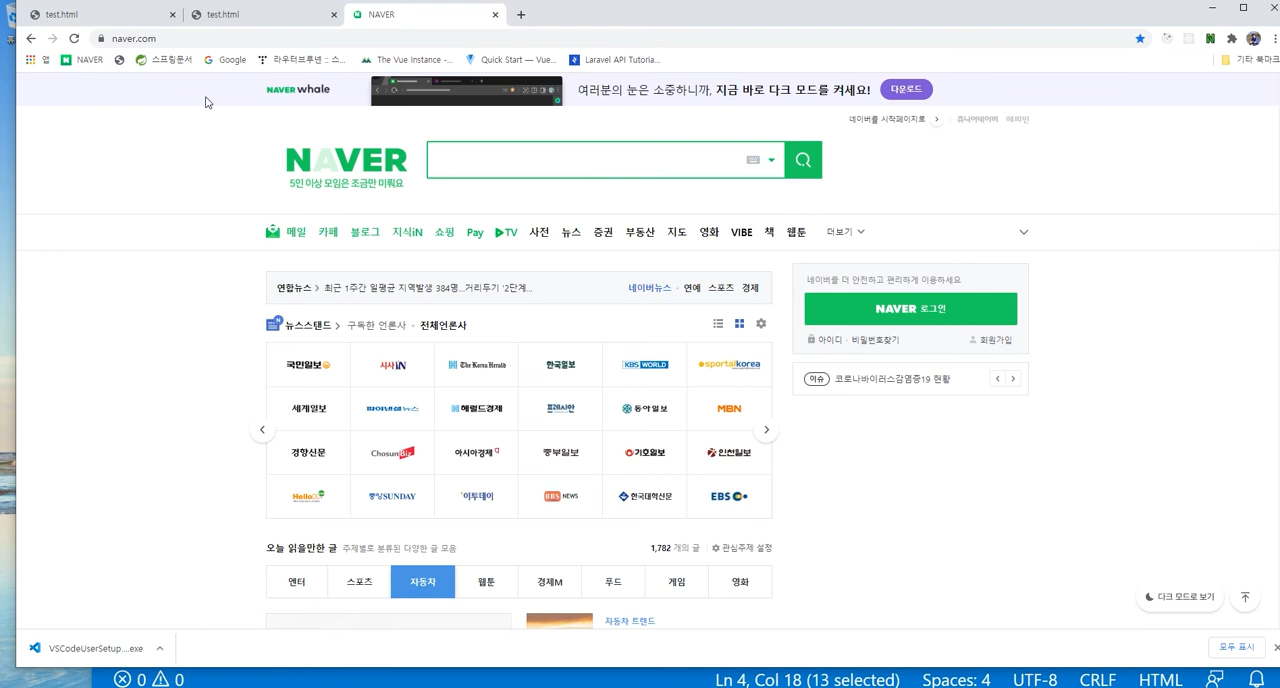 test.html
test.html
NAVER
naver.com
앱
NAVER
스프링문서
Google
라우터브루넨 :: 스...
The Vue Instance -...
Quick Start — Vue...
Laravel API Tutoria...
기타 북마크
NAVER whale
여러분의 눈은 소중하니까, 지금 바로 다크 모드를 켜세요!
다운로드
네이버를 시작페이지로
쥬니어네이버
해피빈
NAVER
5인 이상 모임은 조금만 미뤄요
메일 카페 블로그 지식iN 쇼핑 Pay TV 사전 뉴스 증권 부동산 지도 영화 VIBE 책 웹툰 더보기
연합뉴스 > 최근 1주간 일평균 지역발생 384명...거리두기 '2단계...
네이버뉴스 · 연예 스포츠 경제
네이버를 더 안전하고 편리하게 이용하세요
NAVER 로그인
아이디 · 비밀번호찾기
회원가입
뉴스스탠드 > 구독한 언론사 · 전체언론사
이슈 코로나바이러스감염증19 현황
국민일보 시사IN The Korea Herald 한국일보 KBS WORLD sportalkorea
세계일보 파이낸셜뉴스 헤럴드경제 프레시안 동아일보 MBN
경향신문 ChosunBiz 아시아경제 중부일보 기호일보 인천일보
HelloDD 중앙SUNDAY 이투데이 BBS NEWS 한국대학신문 EBS
오늘 읽을만한 글 주제별로 분류된 다양한 글 모음
1,782 개의 글
관심주제 설정
엔터 스포츠 자동차 웹툰 경제M 푸드 게임 영화
다크 모드로 보기
자동차 트렌드
VSCodeUserSetup....exe
모두 표시
0 0
Ln 4, Col 18 (13 selected) Spaces: 4 UTF-8 CRLF HTML